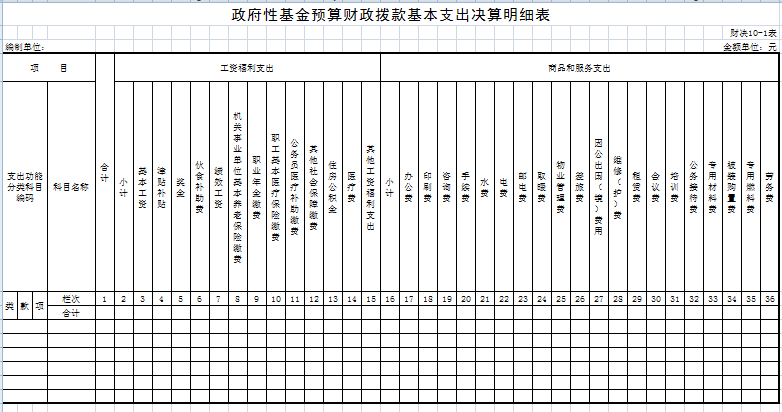 政府性基金预算财政拨款基本支出决算明细表
财决10-1表
编制单位：
金额单位：元
项 目
工资福利支出
商品和服务支出
支出功能分类科目编码
科目名称
合计
小计
基本工资
津贴补贴
奖金
伙食补助费
绩效工资
机关事业单位基本养老保险缴费
职业年金缴费
职工基本医疗保险缴费
公务员医疗补助缴费
其他社会保障缴费
住房公积金
医疗费
其他工资福利支出
小计
办公费
印刷费
咨询费
手续费
水费
电费
邮电费
取暖费
物业管理费
差旅费
因公出国（境）费用
维修（护）费
租赁费
会议费
培训费
公务接待费
专用材料费
被装购置费
专用燃料费
劳务费
类 款 项
栏次 1 2 3 4 5 6 7 8 9 10 11 12 13 14 15 16 17 18 19 20 21 22 23 24 25 26 27 28 29 30 31 32 33 34 35 36
合计